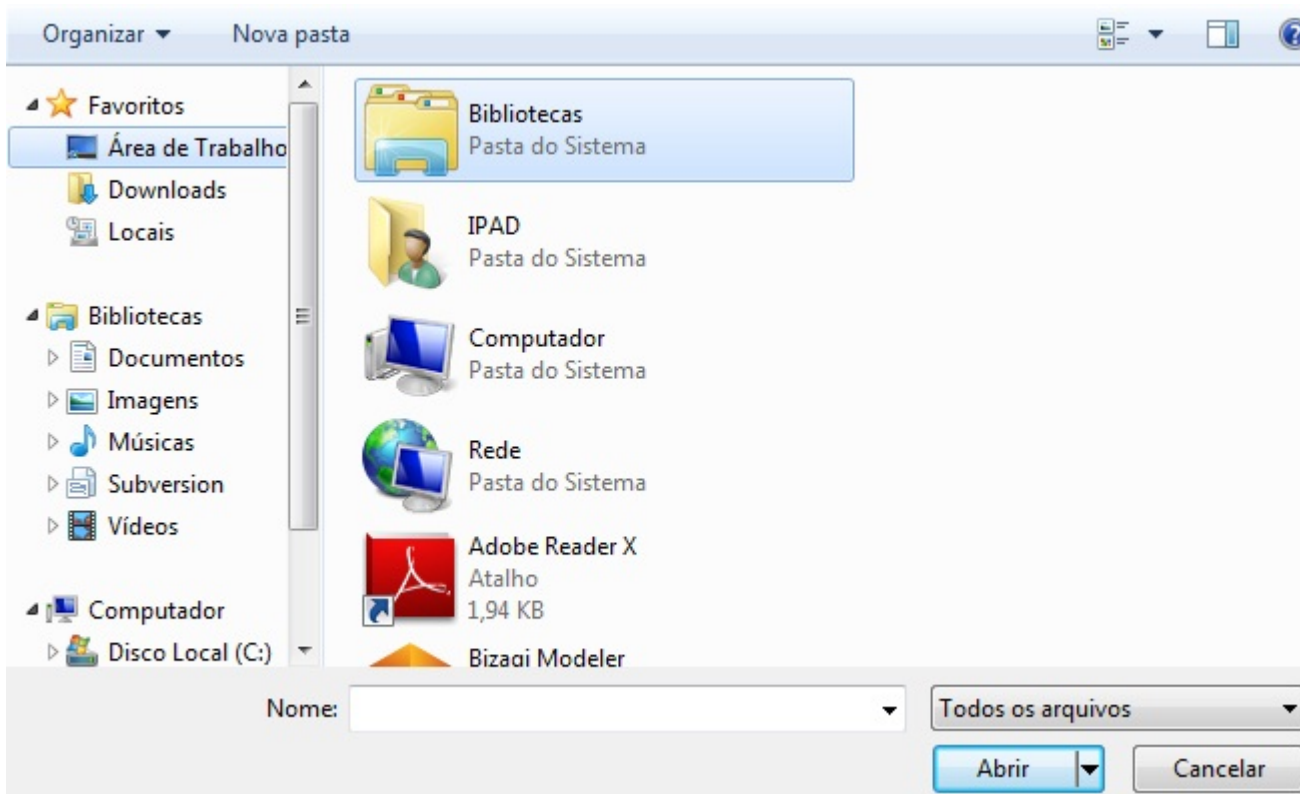 Organizar Nova pasta
Favoritos
Área de Trabalho
Downloads
Locais
Bibliotecas
Documentos
Imagens
Músicas
Subversion
Vídeos
Computador
Disco Local (C:)
Bibliotecas
Pasta do Sistema
IPAD
Pasta do Sistema
Computador
Pasta do Sistema
Rede
Pasta do Sistema
Adobe Reader X
Atalho
1,94 KB
Bizagi Modeler
Nome: Todos os arquivos
Abrir Cancelar